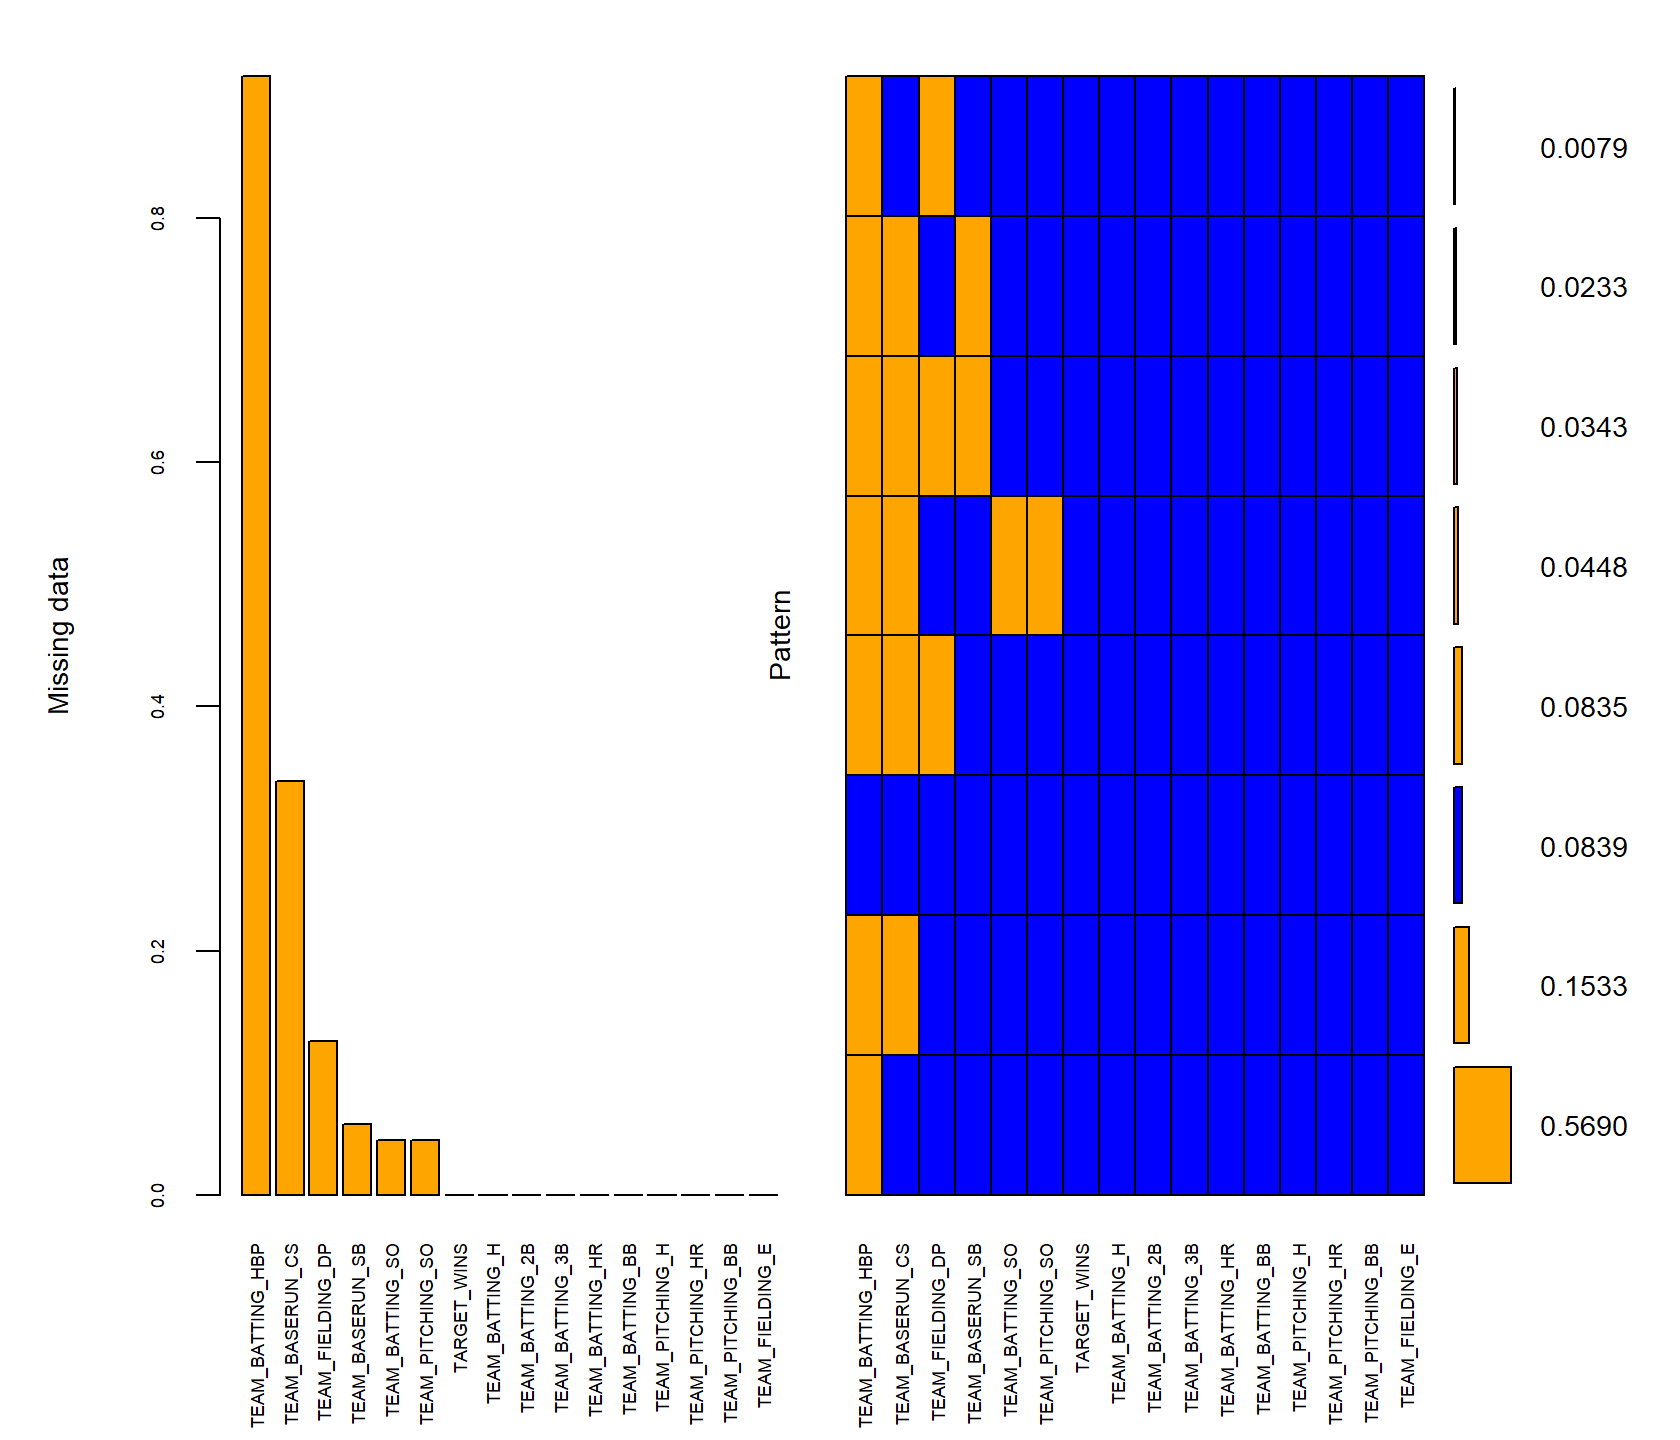 Missing data
0.8
0.6
0.4
0.2
0.0
TEAM_BATTING_HBP
TEAM_BASERUN_CS
TEAM_FIELDING_DP
TEAM_BASERUN_SB
TEAM_BATTING_SO
TEAM_PITCHING_SO
TARGET_WINS
TEAM_BATTING_H
TEAM_BATTING_2B
TEAM_BATTING_3B
TEAM_BATTING_HR
TEAM_BATTING_BB
TEAM_PITCHING_H
TEAM_PITCHING_HR
TEAM_PITCHING_BB
TEAM_FIELDING_E
Pattern
TEAM_BATTING_HBP
TEAM_BASERUN_CS
TEAM_FIELDING_DP
TEAM_BASERUN_SB
TEAM_BATTING_SO
TEAM_PITCHING_SO
TARGET_WINS
TEAM_BATTING_H
TEAM_BATTING_2B
TEAM_BATTING_3B
TEAM_BATTING_HR
TEAM_BATTING_BB
TEAM_PITCHING_H
TEAM_PITCHING_HR
TEAM_PITCHING_BB
TEAM_FIELDING_E
0.0079
0.0233
0.0343
0.0448
0.0835
0.0839
0.1533
0.5690